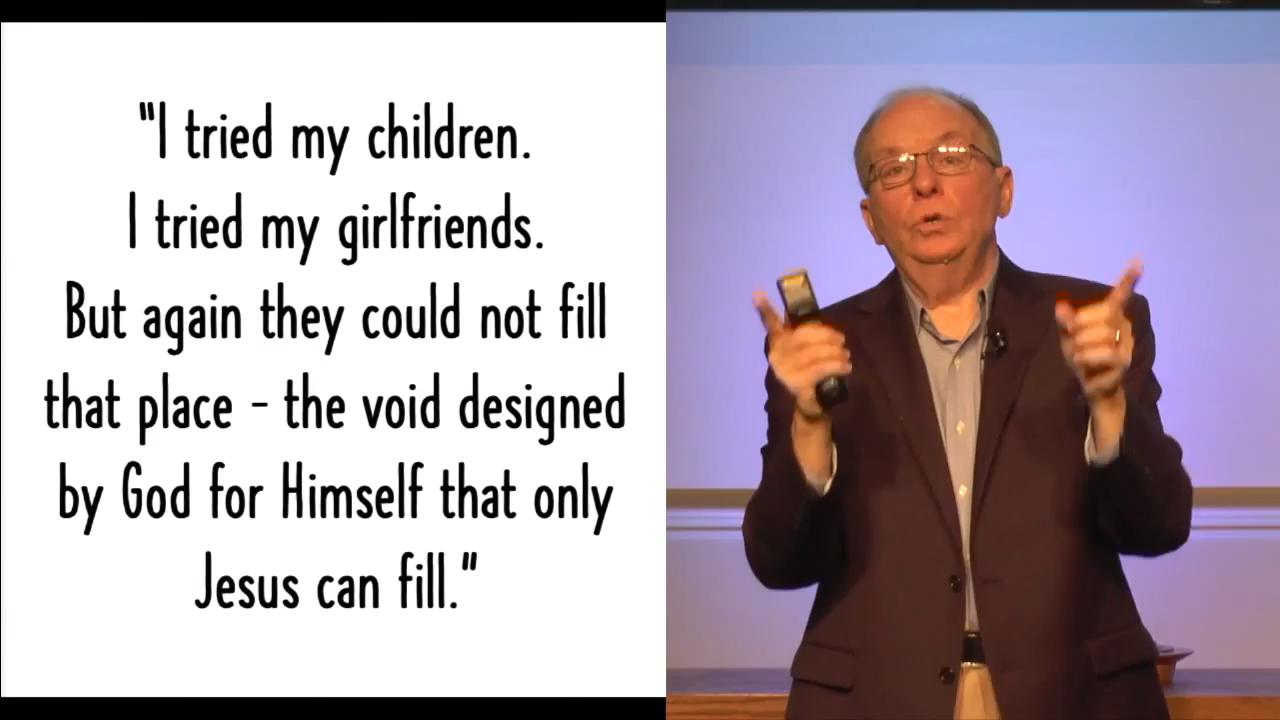 "I tried my children.
I tried my girlfriends.
But again they could not fill
that place - the void designed
by God for Himself that only
Jesus can fill."